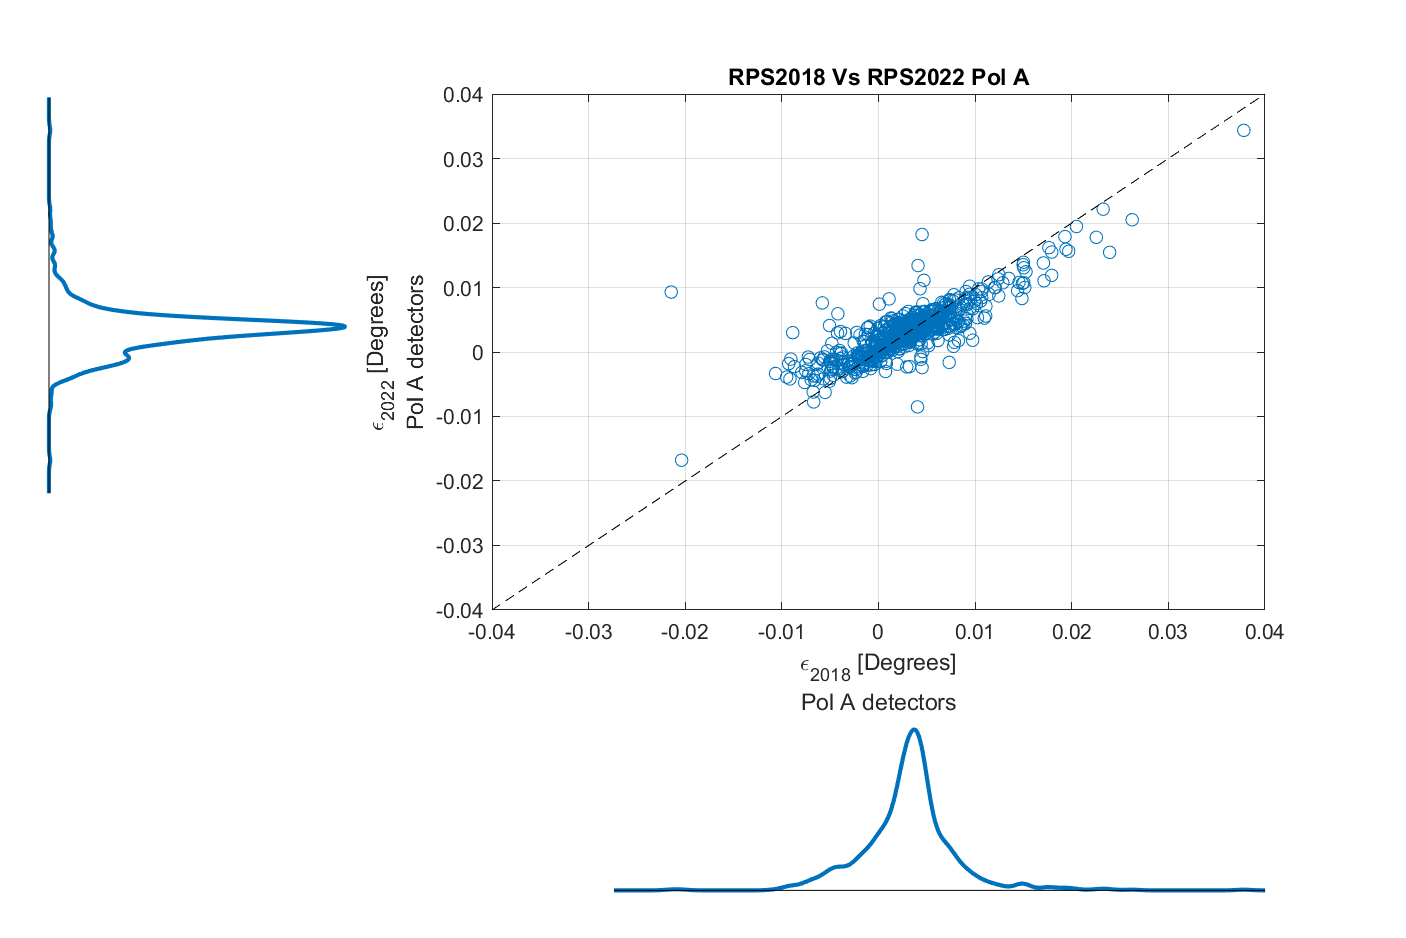 RPS2018 Vs RPS2022 Pol A
0.04
0.03
0.02
0.01
0
-0.01
-0.02
-0.03
-0.04
ϵ2022 [Degrees]
Pol A detectors
-0.04 -0.03 -0.02 -0.01 0 0.01 0.02 0.03 0.04
ϵ2018 [Degrees]
Pol A detectors